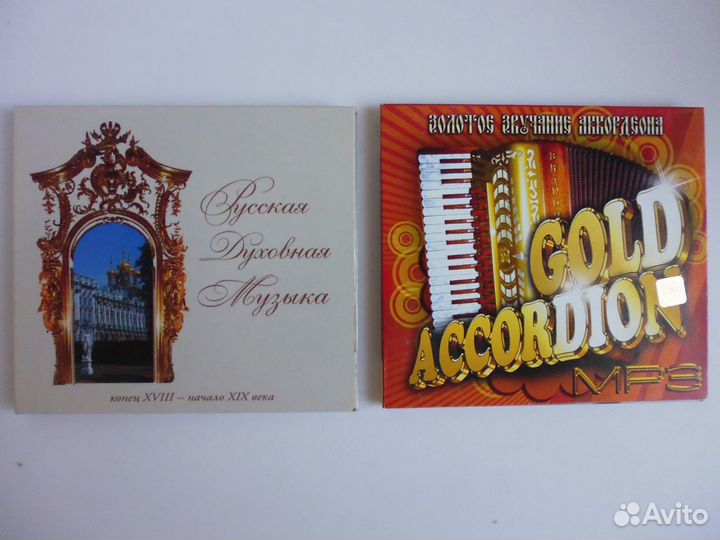 Русская
Духовная
Музыка
конец XVIII – начало XIX века
ЗОЛОТОЕ ЗВУЧАНИЕ АККОРДЕОНА
GOLD
ACCORDION
MP3
Avito